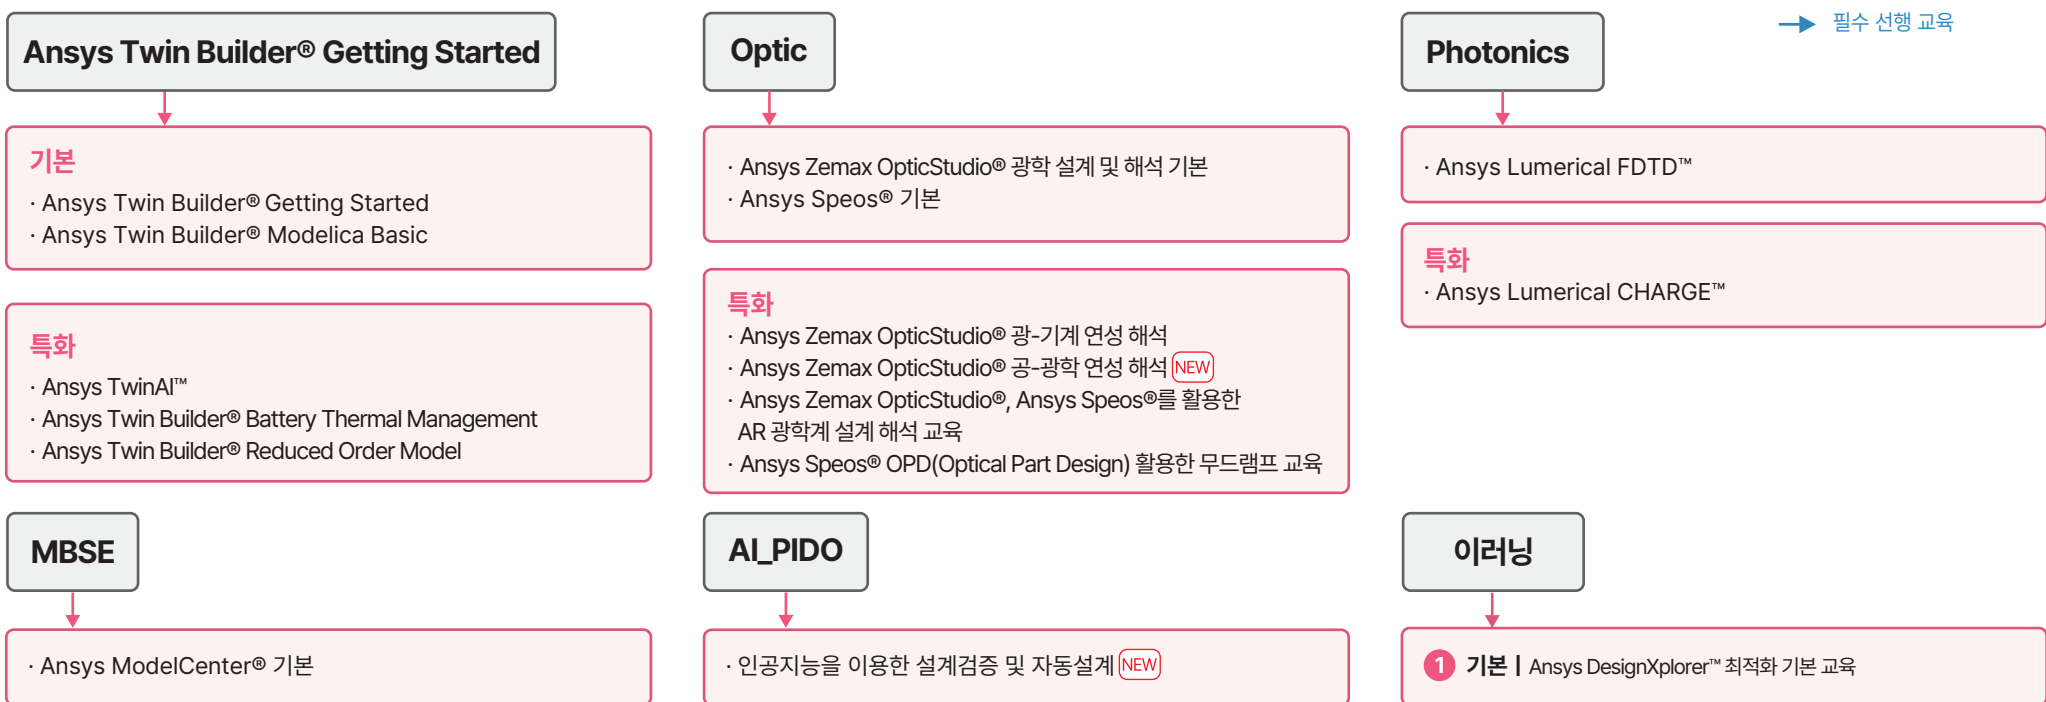 필수 선행 교육
Ansys Twin Builder® Getting Started
기본
· Ansys Twin Builder® Getting Started
· Ansys Twin Builder® Modelica Basic
특화
· Ansys TwinAI™
· Ansys Twin Builder® Battery Thermal Management
· Ansys Twin Builder® Reduced Order Model
Optic
· Ansys Zemax OpticStudio® 광학 설계 및 해석 기본
· Ansys Speos® 기본
특화
· Ansys Zemax OpticStudio® 광-기계 연성 해석
· Ansys Zemax OpticStudio® 공-광학 연성 해석 NEW
· Ansys Zemax OpticStudio®, Ansys Speos®를 활용한
AR 광학계 설계 해석 교육
· Ansys Speos® OPD(Optical Part Design) 활용한 무드램프 교육
Photonics
· Ansys Lumerical FDTD™
특화
· Ansys Lumerical CHARGE™
MBSE
· Ansys ModelCenter® 기본
AI_PIDO
· 인공지능을 이용한 설계검증 및 자동설계 NEW
이러닝
1 기본 | Ansys DesignXplorer™ 최적화 기본 교육